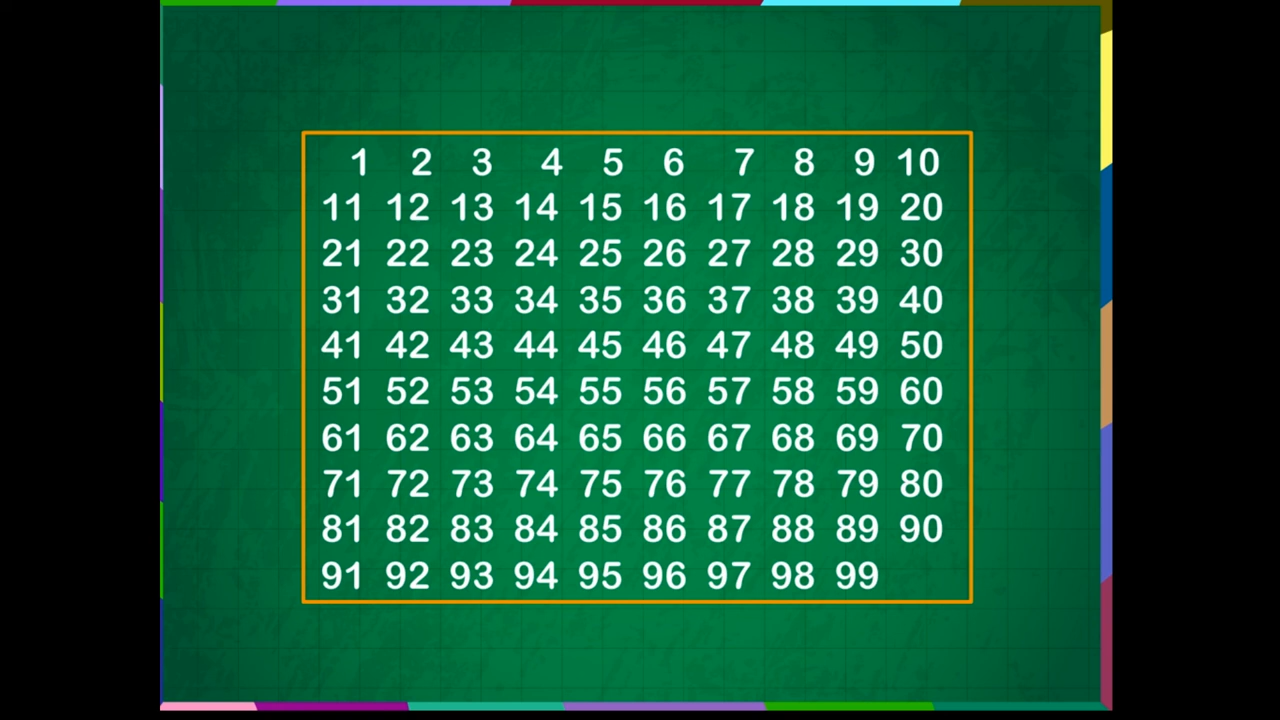 1 2 3 4 5 6 7 8 9 10
11 12 13 14 15 16 17 18 19 20
21 22 23 24 25 26 27 28 29 30
31 32 33 34 35 36 37 38 39 40
41 42 43 44 45 46 47 48 49 50
51 52 53 54 55 56 57 58 59 60
61 62 63 64 65 66 67 68 69 70
71 72 73 74 75 76 77 78 79 80
81 82 83 84 85 86 87 88 89 90
91 92 93 94 95 96 97 98 99